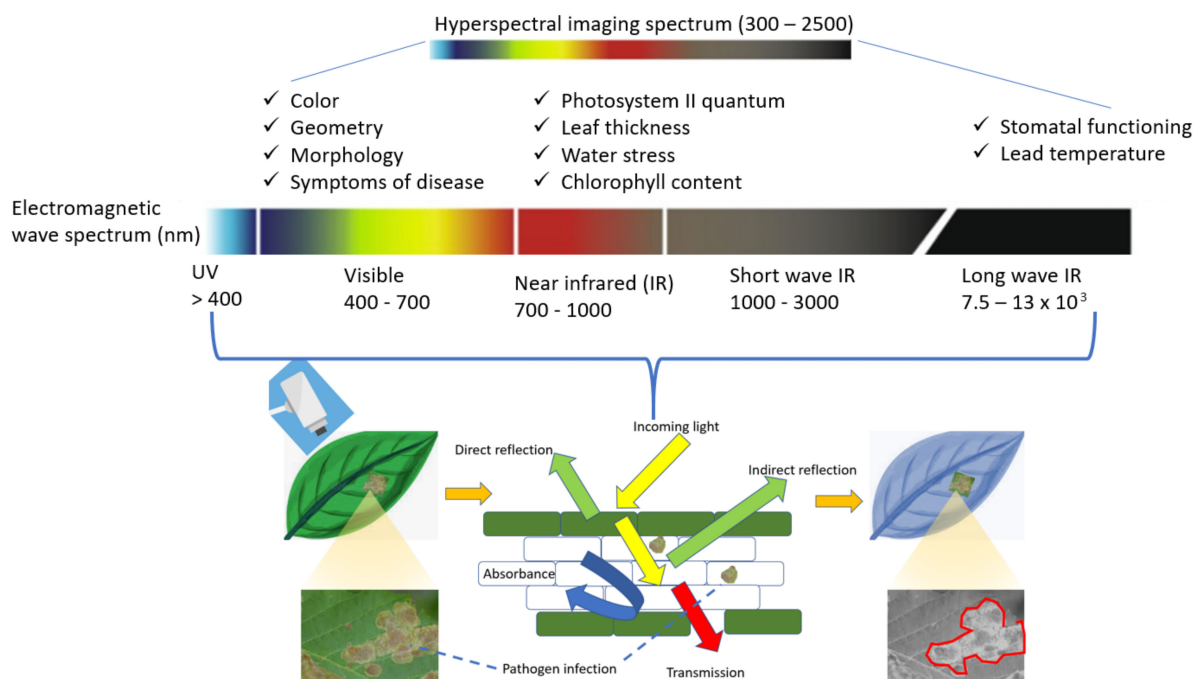 Hyperspectral imaging spectrum (300 – 2500)
✓ Color
✓ Geometry
✓ Morphology
✓ Symptoms of disease
✓ Photosystem II quantum
✓ Leaf thickness
✓ Water stress
✓ Chlorophyll content
✓ Stomatal functioning
✓ Lead temperature
Electromagnetic
wave spectrum (nm)
UV
> 400
Visible
400 - 700
Near infrared (IR)
700 - 1000
Short wave IR
1000 - 3000
Long wave IR
7.5 – 13 x 10³
Incoming light
Direct reflection
Indirect reflection
Absorbance
Pathogen infection
Transmission